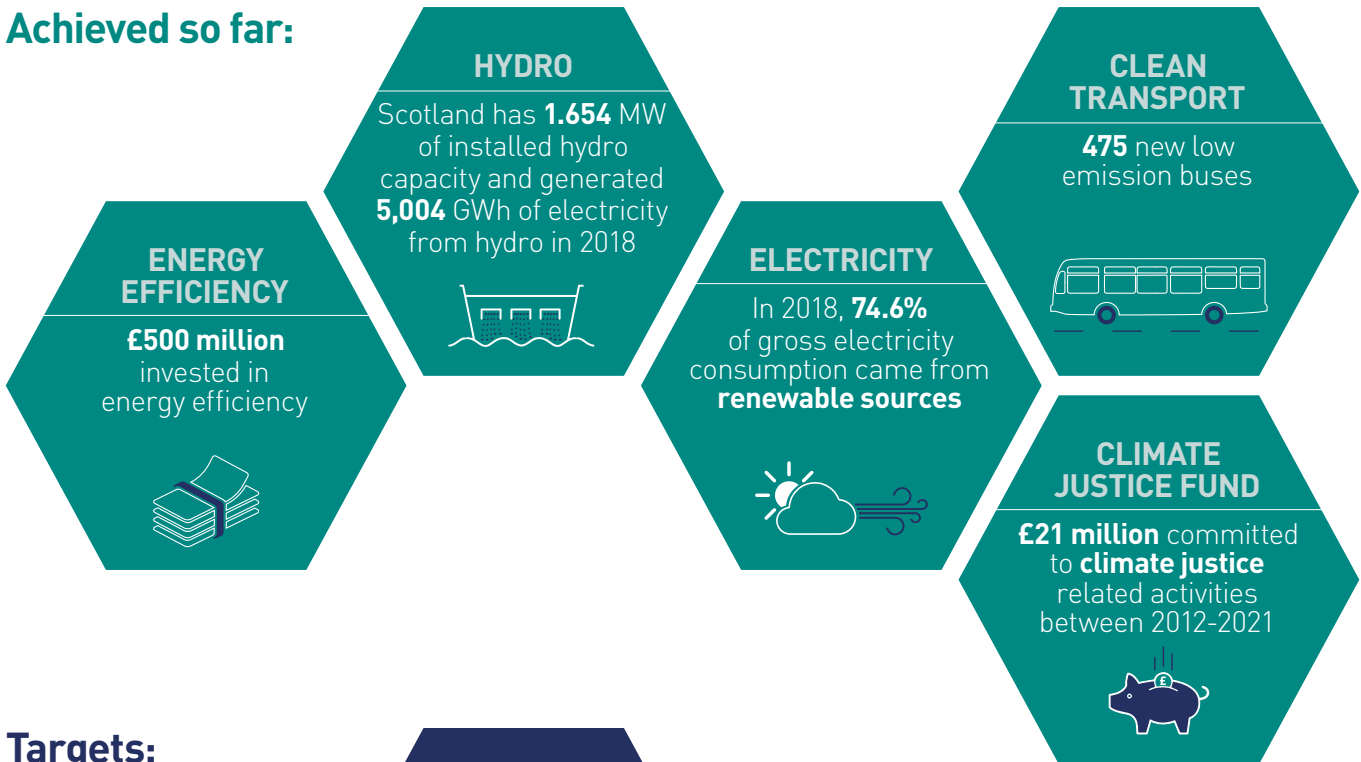 Achieved so far:
HYDRO
Scotland has 1.654 MW
of installed hydro
capacity and generated
5,004 GWh of electricity
from hydro in 2018
CLEAN
TRANSPORT
475 new low
emission buses
ENERGY
EFFICIENCY
£500 million
invested in
energy efficiency
ELECTRICITY
In 2018, 74.6%
of gross electricity
consumption came from
renewable sources
CLIMATE
JUSTICE FUND
£21 million committed
to climate justice
related activities
between 2012-2021
£
Targets: